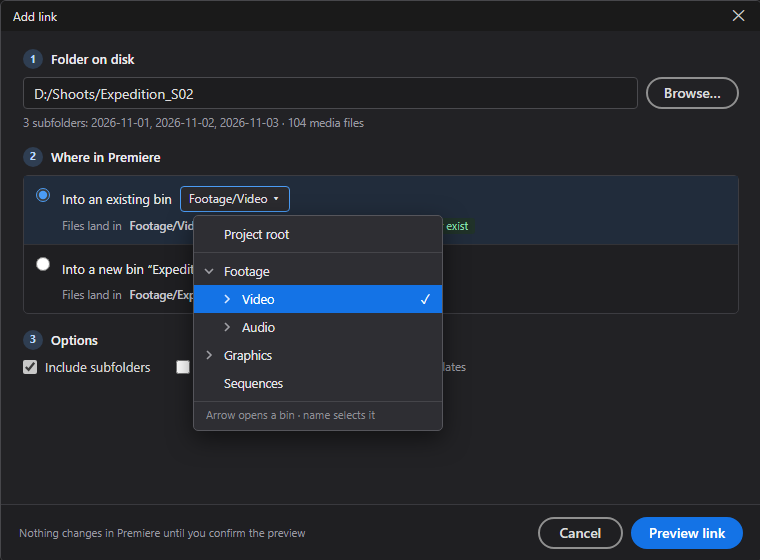 Add link
1 Folder on disk
D:/Shoots/Expedition_S02
Browse...
3 subfolders: 2026-11-01, 2026-11-02, 2026-11-03 · 104 media files
2 Where in Premiere
Into an existing bin Footage/Video
Files land in Footage/Vid exist
Project root
Into a new bin “Expedit
Files land in Footage/Exp
Footage
Video
Audio
Graphics
Sequences
Arrow opens a bin · name selects it
3 Options
Include subfolders
lates
Nothing changes in Premiere until you confirm the preview
Cancel
Preview link